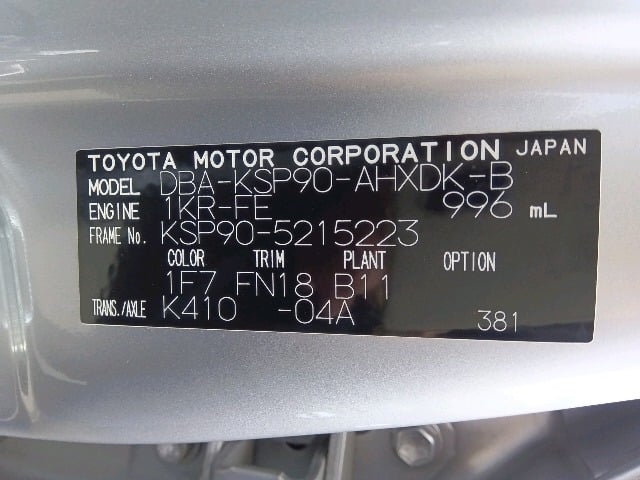 TOYOTA MOTOR CORPORATION JAPAN
MODEL DBA-KSP90-AHXDK-B
ENGINE 1KR-FE 996 mL
FRAME No. KSP90-5215223
COLOR TRIM PLANT OPTION
1F7 FN18 B11
TRANS./AXLE K410 -04A 381